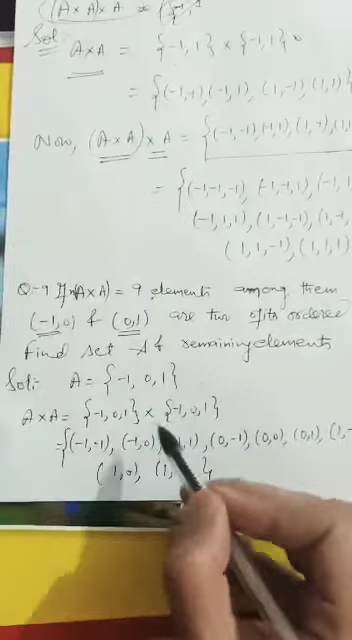 (A×A)×A =
Sol: A×A = {-1,1} × {-1,1}
= {(-1,-1), (-1,1), (1,-1), (1,1)}
Now, (A×A)×A = {(-1,-1), (-1,1), (1,-1), (1,1)
= {(-1,-1,-1), (-1,-1,1), (-1,1
(-1,1,1), (1,-1,-1), (1,-1,
(1,1,-1), (1,1,1)
Q-9 If n(A×A) = 9 elements among them
(-1,0) & (0,1) are two of its ordered
Find set A & remaining elements
Sol:- A = {-1, 0, 1}
A×A = {-1,0,1} × {-1,0,1}
={(-1,-1), (-1,0), ,1), (0,-1), (0,0), (0,1), (1,-
(1,0), (1, },